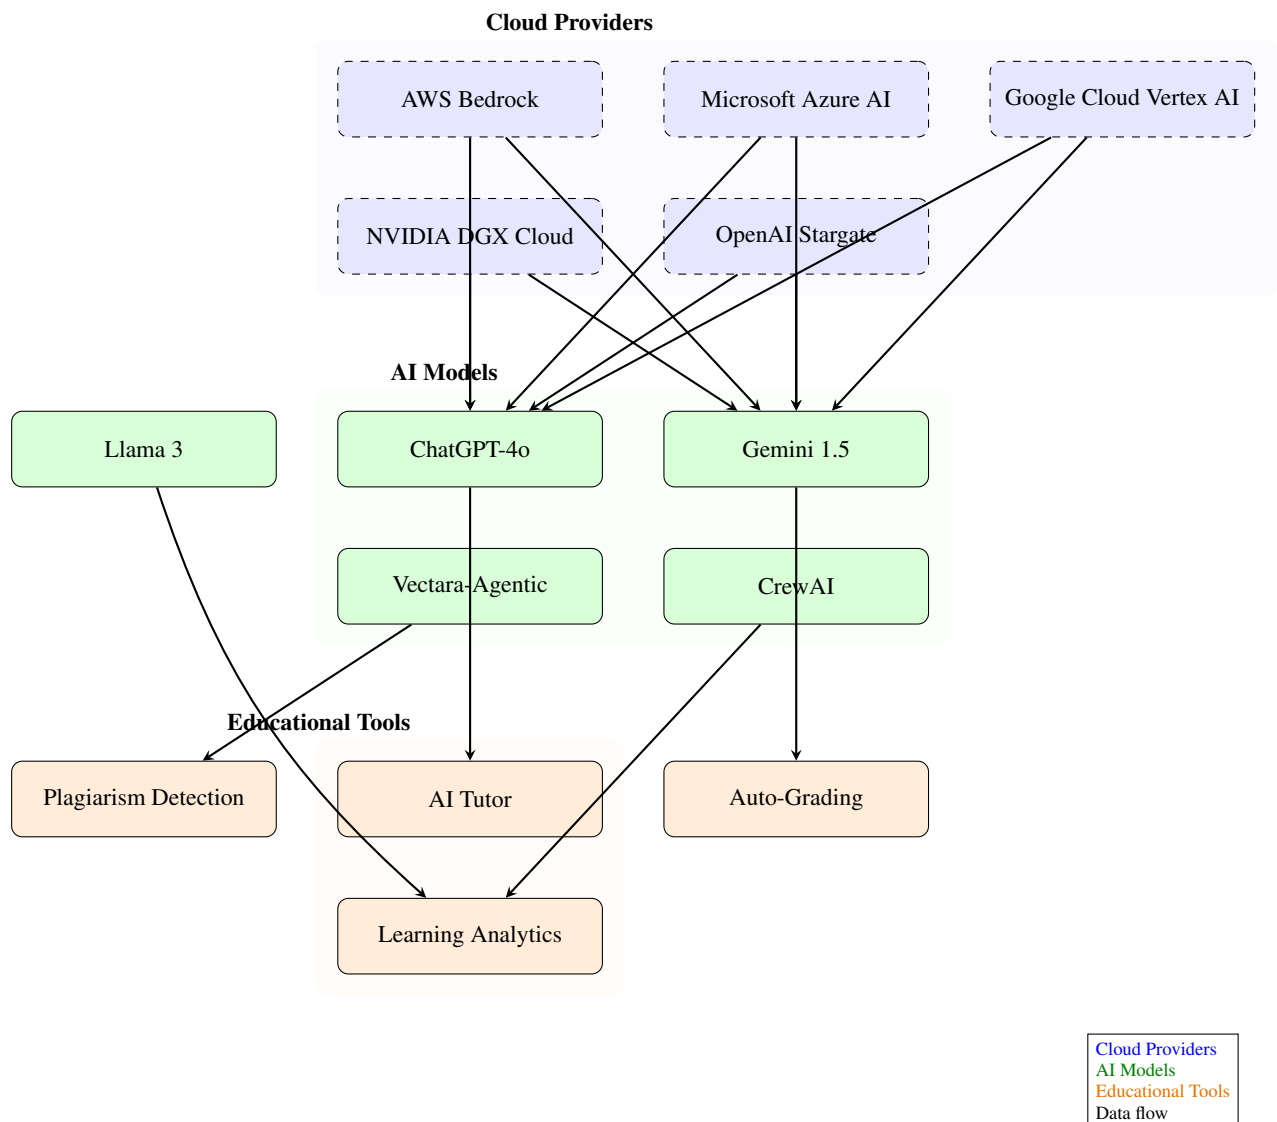 Cloud Providers
AWS Bedrock
Microsoft Azure AI
Google Cloud Vertex AI
NVIDIA DGX Cloud
OpenAI Stargate
AI Models
Llama 3
ChatGPT-4o
Gemini 1.5
Vectara-Agentic
CrewAI
Educational Tools
Plagiarism Detection
AI Tutor
Auto-Grading
Learning Analytics
Cloud Providers
AI Models
Educational Tools
Data flow